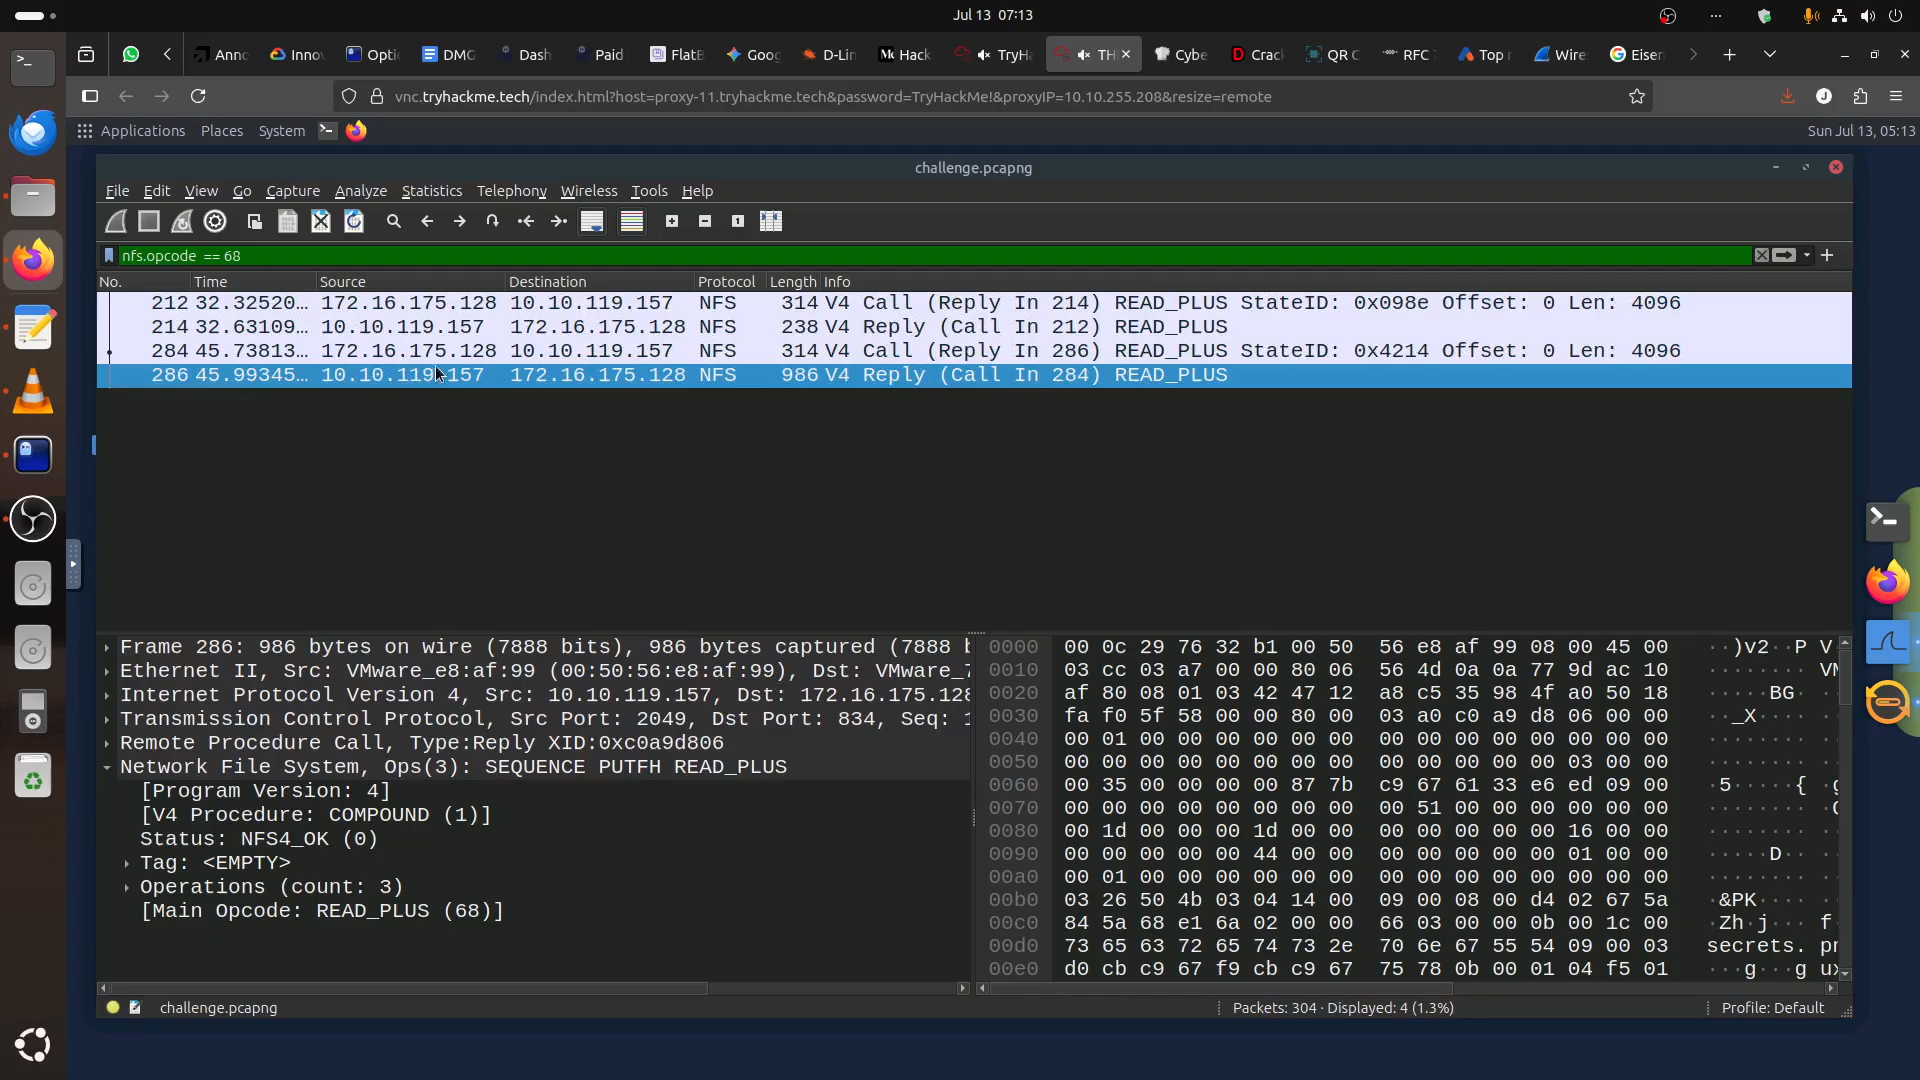 Jul 13 07:13
Anno
Inno
Opti
DMG
Dash
Paid
FlatB
Goog
D-Lin
Hack
TryHa
TH
Cybe
Crac
QR C
RFC
Top r
Wire
Eisen
vnc.tryhackme.tech/index.html?host=proxy-11.tryhackme.tech&password=TryHackMe!&proxyIP=10.10.255.208&resize=remote
Applications Places System
Sun Jul 13, 05:13
challenge.pcapng
File Edit View Go Capture Analyze Statistics Telephony Wireless Tools Help
nfs.opcode == 68
No. Time Source Destination Protocol Length Info
212 32.32520… 172.16.175.128 10.10.119.157 NFS 314 V4 Call (Reply In 214) READ_PLUS StateID: 0x098e Offset: 0 Len: 4096
214 32.63109… 10.10.119.157 172.16.175.128 NFS 238 V4 Reply (Call In 212) READ_PLUS
284 45.73813… 172.16.175.128 10.10.119.157 NFS 314 V4 Call (Reply In 286) READ_PLUS StateID: 0x4214 Offset: 0 Len: 4096
286 45.99345… 10.10.119.157 172.16.175.128 NFS 986 V4 Reply (Call In 284) READ_PLUS
Frame 286: 986 bytes on wire (7888 bits), 986 bytes captured (7888 b
Ethernet II, Src: VMware_e8:af:99 (00:50:56:e8:af:99), Dst: VMware_7
Internet Protocol Version 4, Src: 10.10.119.157, Dst: 172.16.175.128
Transmission Control Protocol, Src Port: 2049, Dst Port: 834, Seq: 1
Remote Procedure Call, Type:Reply XID:0xc0a9d806
Network File System, Ops(3): SEQUENCE PUTFH READ_PLUS
[Program Version: 4]
[V4 Procedure: COMPOUND (1)]
Status: NFS4_OK (0)
Tag: <EMPTY>
Operations (count: 3)
[Main Opcode: READ_PLUS (68)]
0000 00 0c 29 76 32 b1 00 50 56 e8 af 99 08 00 45 00 ··)v2··P V
0010 03 cc 03 a7 00 00 80 06 56 4d 0a 0a 77 9d ac 10 ········ VM
0020 af 80 08 01 03 42 47 12 a8 c5 35 98 4f a0 50 18 ·····BG·
0030 fa f0 5f 58 00 00 80 00 03 a0 c0 a9 d8 06 00 00 ··_X····
0040 00 01 00 00 00 00 00 00 00 00 00 00 00 00 00 00 ········
0050 00 00 00 00 00 00 00 00 00 00 00 00 00 03 00 00 ········
0060 00 35 00 00 00 00 87 7b c9 67 61 33 e6 ed 09 00 ·5·····{ ·g
0070 00 00 00 00 00 00 00 00 00 51 00 00 00 00 00 00 ········
0080 00 1d 00 00 00 1d 00 00 00 00 00 00 00 16 00 00 ········
0090 00 00 00 00 00 44 00 00 00 00 00 00 00 01 00 00 ·····D··
00a0 00 01 00 00 00 00 00 00 00 00 00 00 00 00 00 00 ········
00b0 03 26 50 4b 03 04 14 00 09 00 08 00 d4 02 67 5a ·&PK····
00c0 84 5a 68 e1 6a 02 00 00 66 03 00 00 0b 00 1c 00 ·Zh·j··· f
00d0 73 65 63 72 65 74 73 2e 70 6e 67 55 54 09 00 03 secrets. pn
00e0 d0 cb c9 67 f9 cb c9 67 75 78 0b 00 01 04 f5 01 ···g···g ux
challenge.pcapng
Packets: 304 · Displayed: 4 (1.3%)
Profile: Default